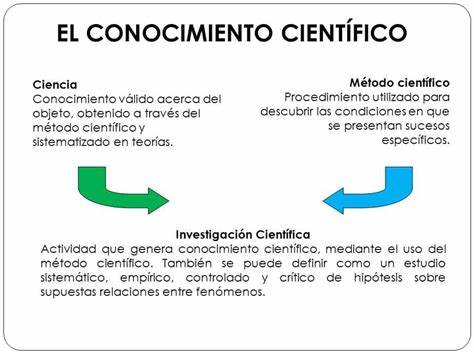 EL CONOCIMIENTO CIENTÍFICO
Ciencia
Conocimiento válido acerca del
objeto, obtenido a través del
método científico y
sistematizado en teorías.
Método científico
Procedimiento utilizado para
descubrir las condiciones en que
se presentan sucesos
específicos.
Investigación Científica
Actividad que genera conocimiento científico, mediante el uso del
método científico. También se puede definir como un estudio
sistemático, empírico, controlado y crítico de hipótesis sobre
supuestas relaciones entre fenómenos.